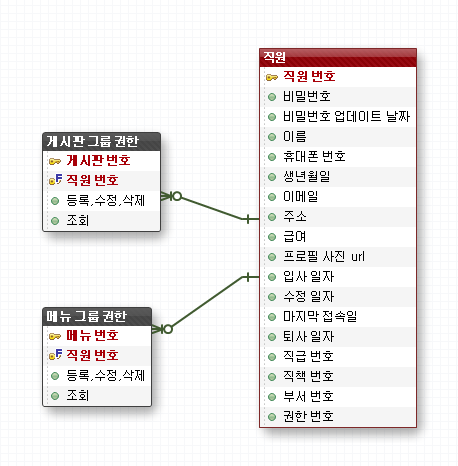 게시판 그룹 권한
게시판 번호
직원 번호
등록,수정,삭제
조회
메뉴 그룹 권한
메뉴 번호
직원 번호
등록,수정,삭제
조회
직원
직원 번호
비밀번호
비밀번호 업데이트 날짜
이름
휴대폰 번호
생년월일
이메일
주소
급여
프로필 사진 url
입사 일자
수정 일자
마지막 접속일
퇴사 일자
직급 번호
직책 번호
부서 번호
권한 번호